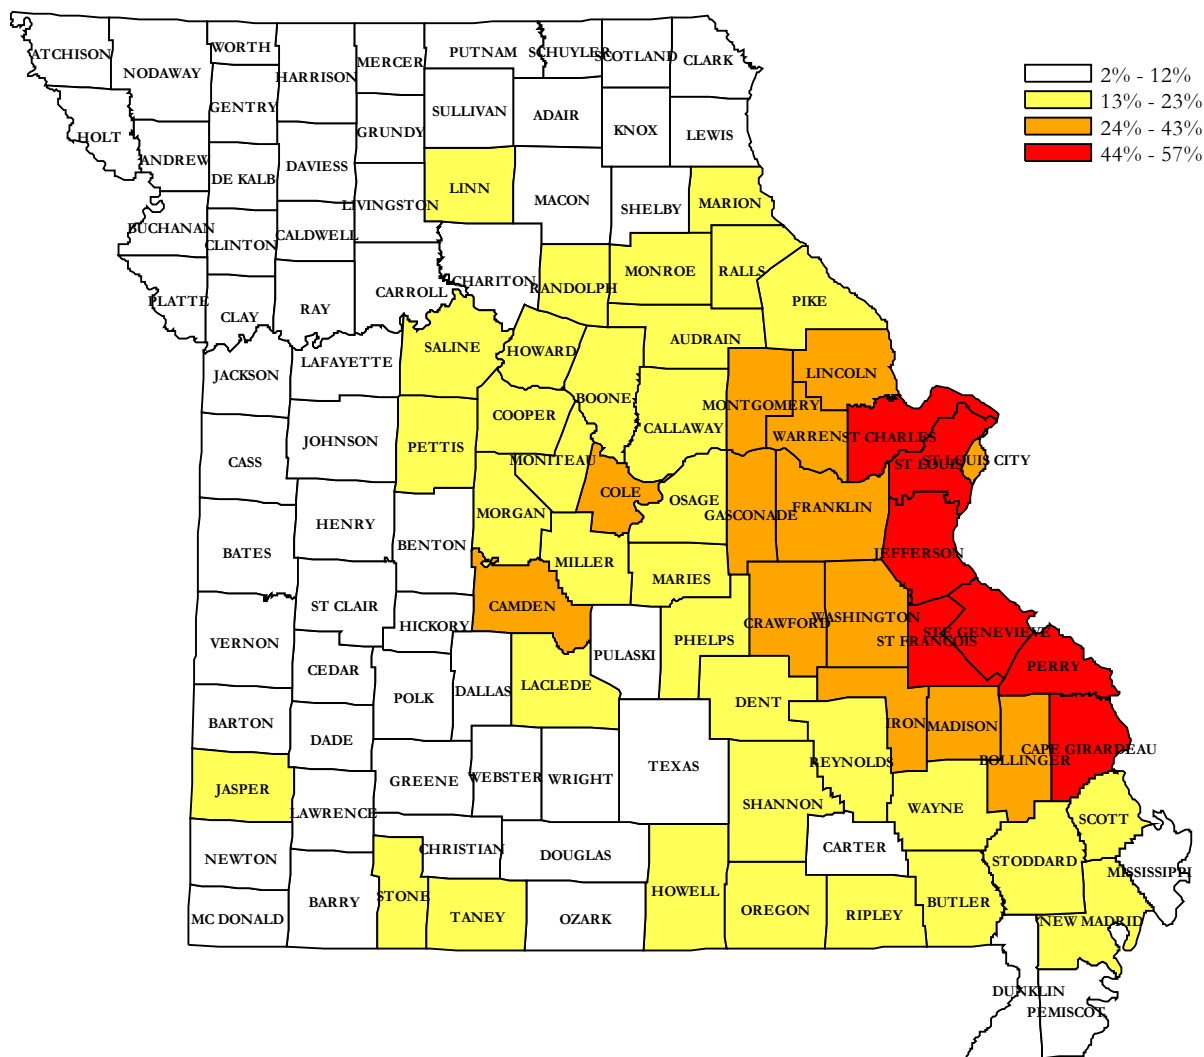 ATCHISON
NODAWAY
WORTH
HARRISON
MERCER
PUTNAM
SCHUYLER
SCOTLAND
CLARK
2% - 12%
13% - 23%
24% - 43%
44% - 57%
HOLT
GENTRY
SULLIVAN
ADAIR
GRUNDY
KNOX
LEWIS
ANDREW
DE KALB
DAVIESS
LINN
MACON
LIVINGSTON
SHELBY
MARION
BUCHANAN
CLINTON
CALDWELL
CHARITON
RANDOLPH
MONROE
RALLS
PLATTE
CLAY
RAY
CARROLL
PIKE
SALINE
HOWARD
AUDRAIN
JACKSON
LAFAYETTE
LINCOLN
BOONE
MONTGOMERY
COOPER
CALLAWAY
WARREN
ST CHARLES
CASS
JOHNSON
PETTIS
MONITEAU
ST LOUIS
ST LOUIS CITY
COLE
OSAGE
GASCONADE
FRANKLIN
HENRY
MORGAN
BENTON
BATES
JEFFERSON
MILLER
MARIES
ST CLAIR
CAMDEN
HICKORY
CRAWFORD
WASHINGTON
VERNON
PHELPS
ST FRANCOIS
STE GENEVIEVE
PULASKI
CEDAR
PERRY
POLK
DALLAS
LACLEDE
DENT
BARTON
DADE
IRON
MADISON
CAPE GIRARDEAU
BOLLINGER
REYNOLDS
TEXAS
GREENE
WEBSTER
WRIGHT
JASPER
LAWRENCE
SHANNON
WAYNE
SCOTT
NEWTON
CHRISTIAN
DOUGLAS
CARTER
STODDARD
MISSISSIPPI
HOWELL
BARRY
STONE
MC DONALD
TANEY
OZARK
OREGON
RIPLEY
BUTLER
NEW MADRID
DUNKLIN
PEMISCOT